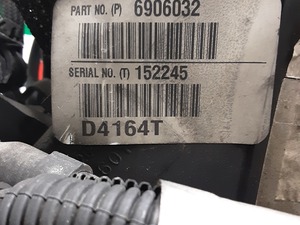 PART NO. (P) 6906032
SERIAL NO. (T) 152245
D4164T